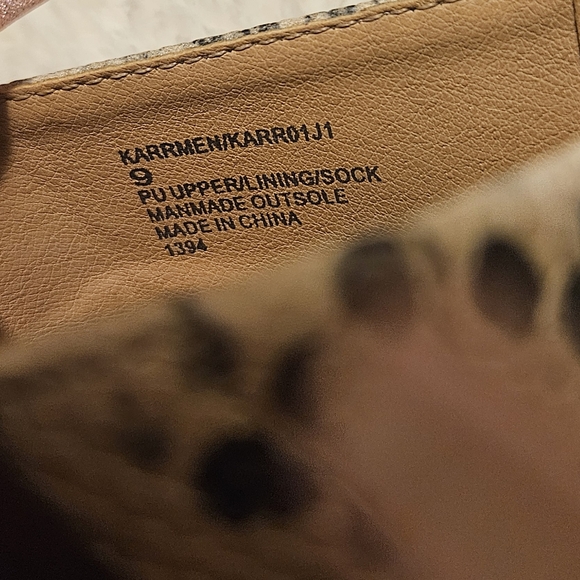 KARRMEN/KARR01J1
9
PU UPPER/LINING/SOCK
MANMADE OUTSOLE
MADE IN CHINA
1394